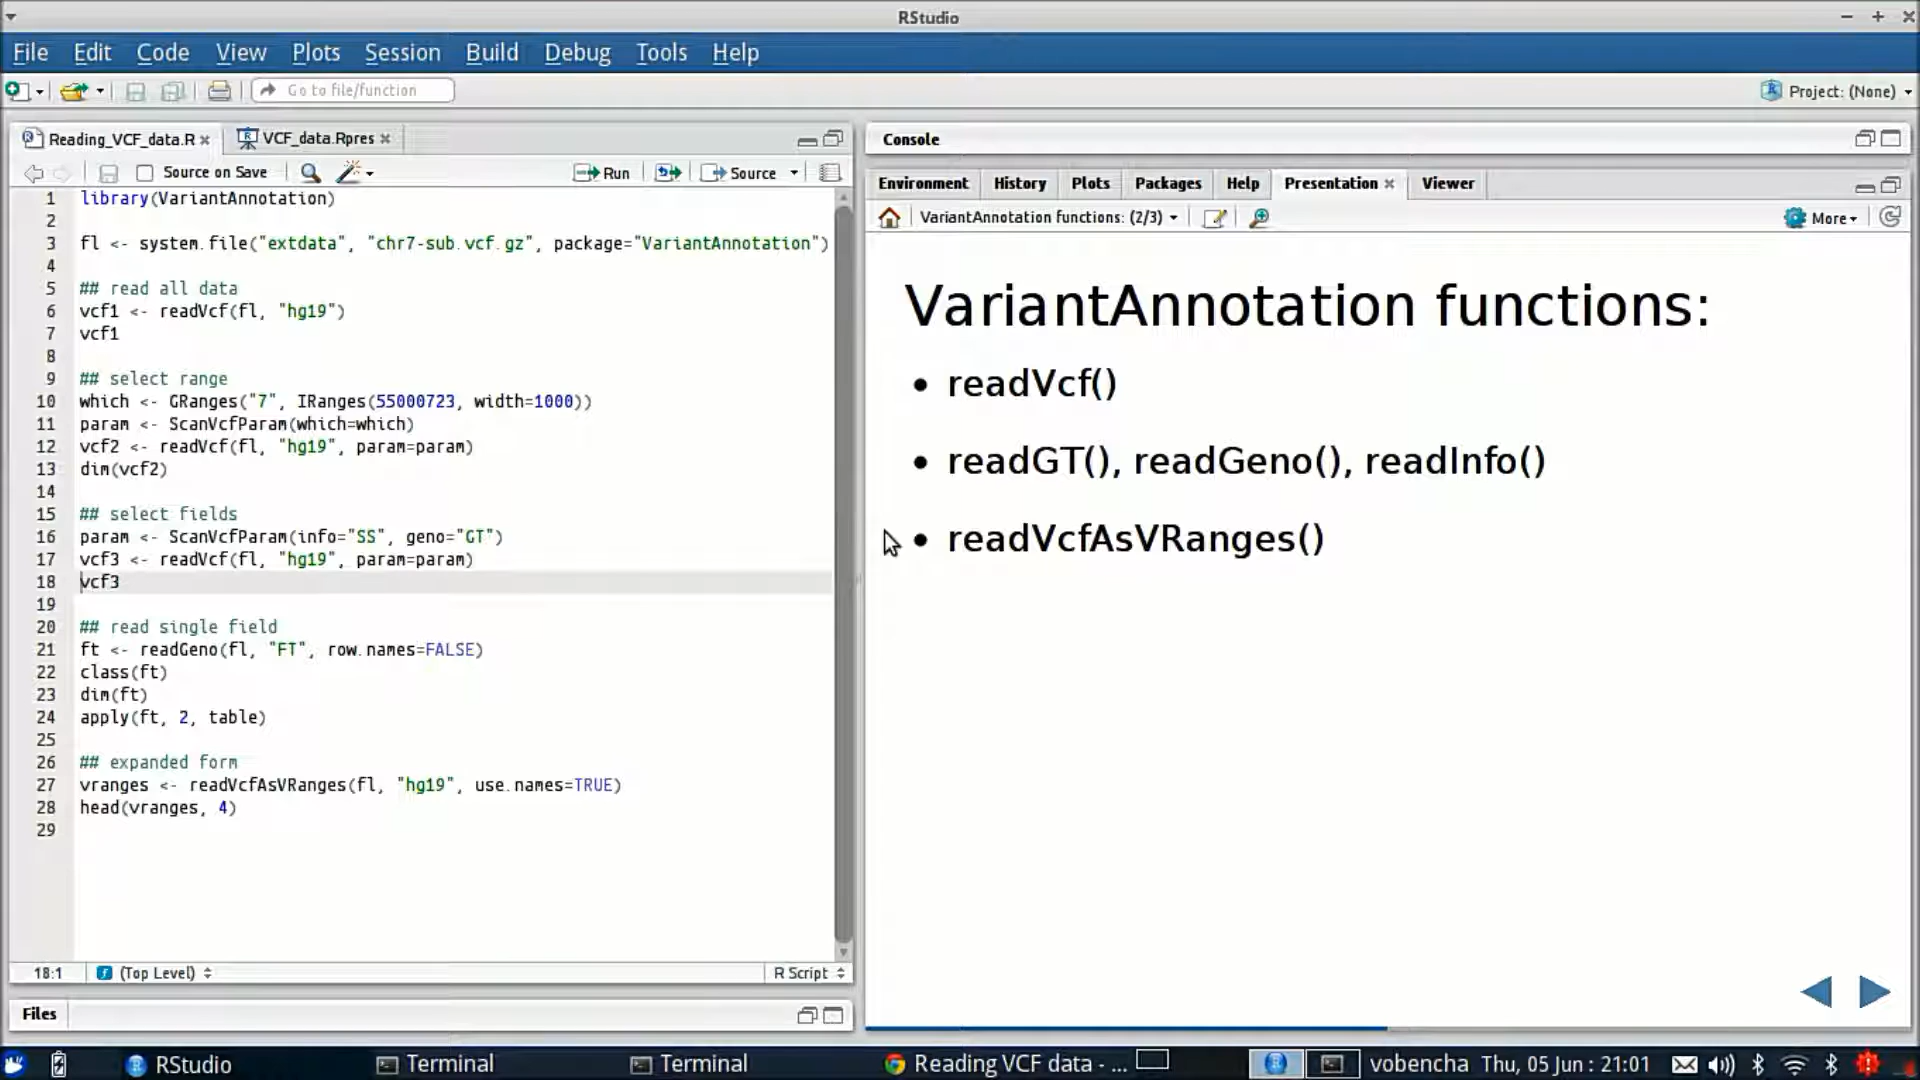 RStudio
File Edit Code View Plots Session Build Debug Tools Help
Go to file/function
Project: (None)
Reading_VCF_data.R
VCF_data.Rpres
Source on Save
Run
Source
1 library(VariantAnnotation)
2
3 fl <- system.file("extdata", "chr7-sub.vcf.gz", package="VariantAnnotation")
4
5 ## read all data
6 vcf1 <- readVcf(fl, "hg19")
7 vcf1
8
9 ## select range
10 which <- GRanges("7", IRanges(55000723, width=1000))
11 param <- ScanVcfParam(which=which)
12 vcf2 <- readVcf(fl, "hg19", param=param)
13 dim(vcf2)
14
15 ## select fields
16 param <- ScanVcfParam(info="SS", geno="GT")
17 vcf3 <- readVcf(fl, "hg19", param=param)
18 vcf3
19
20 ## read single field
21 ft <- readGeno(fl, "FT", row.names=FALSE)
22 class(ft)
23 dim(ft)
24 apply(ft, 2, table)
25
26 ## expanded form
27 vranges <- readVcfAsVRanges(fl, "hg19", use.names=TRUE)
28 head(vranges, 4)
29
18:1 (Top Level) R Script
Files
Console
Environment History Plots Packages Help Presentation Viewer
VariantAnnotation functions: (2/3)
More
VariantAnnotation functions:
• readVcf()
• readGT(), readGeno(), readInfo()
• readVcfAsVRanges()
RStudio Terminal Terminal Reading VCF data - ... vobencha Thu, 05 Jun : 21:01